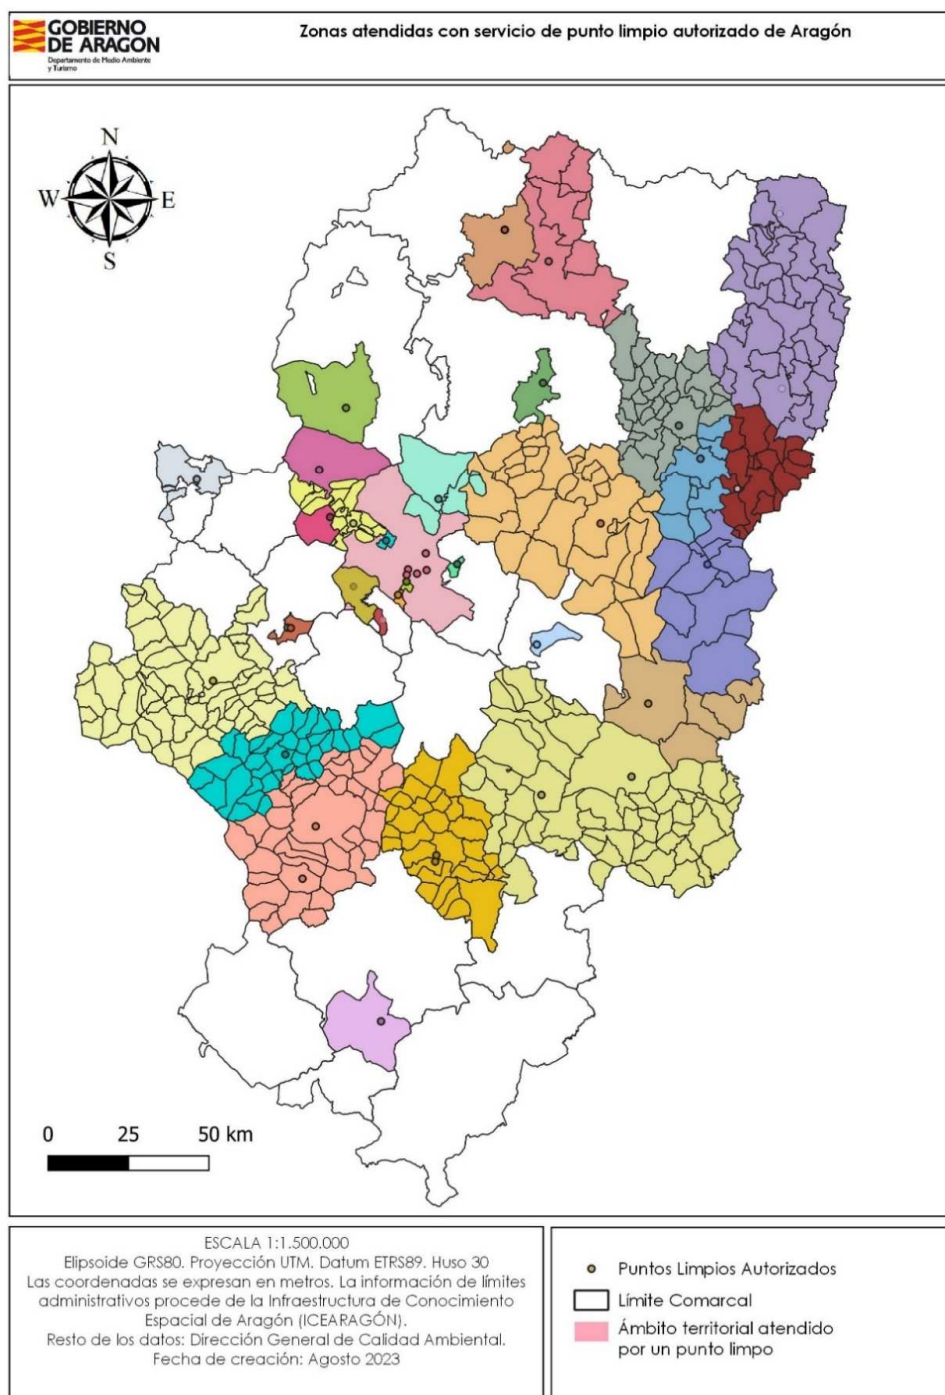 GOBIERNO
DE ARAGON
Departamento de Medio Ambiente
y Turismo
Zonas atendidas con servicio de punto limpio autorizado de Aragón
N
W
E
S
0 25 50 km
ESCALA 1:1.500.000
Elipsoide GRS80. Proyección UTM. Datum ETRS89. Huso 30
Las coordenadas se expresan en metros. La información de límites
administrativos procede de la Infraestructura de Conocimiento
Espacial de Aragón (ICEARAGÓN).
Resto de los datos: Dirección General de Calidad Ambiental.
Fecha de creación: Agosto 2023
Puntos Limpios Autorizados
Límite Comarcal
Ámbito territorial atendido
por un punto limpo